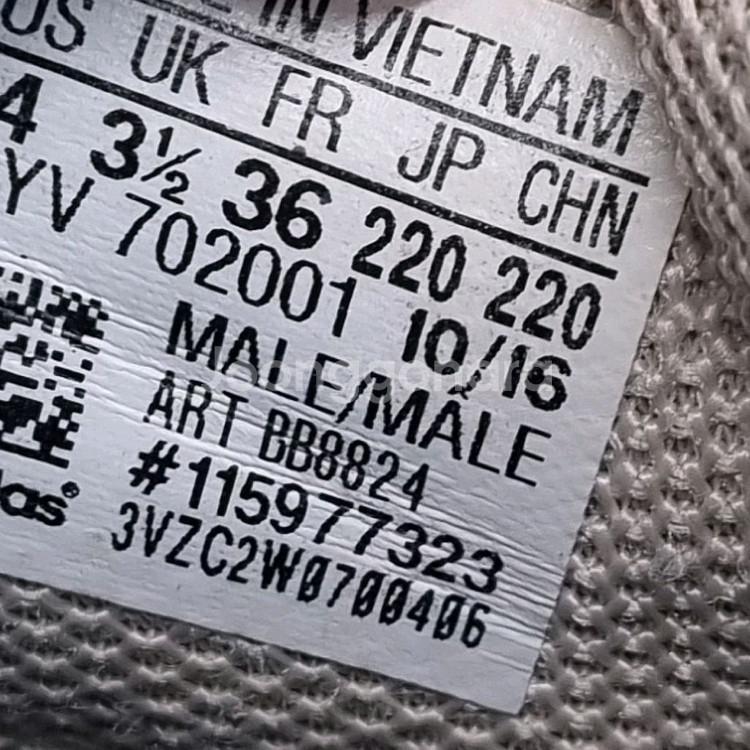 IN VIETNAM
US UK FR JP CHN
4 3½ 36 220 220
YV 702001 10/16
MALE/MÂLE
ART BB8824
#115977323
3VZC2W0700406
das®